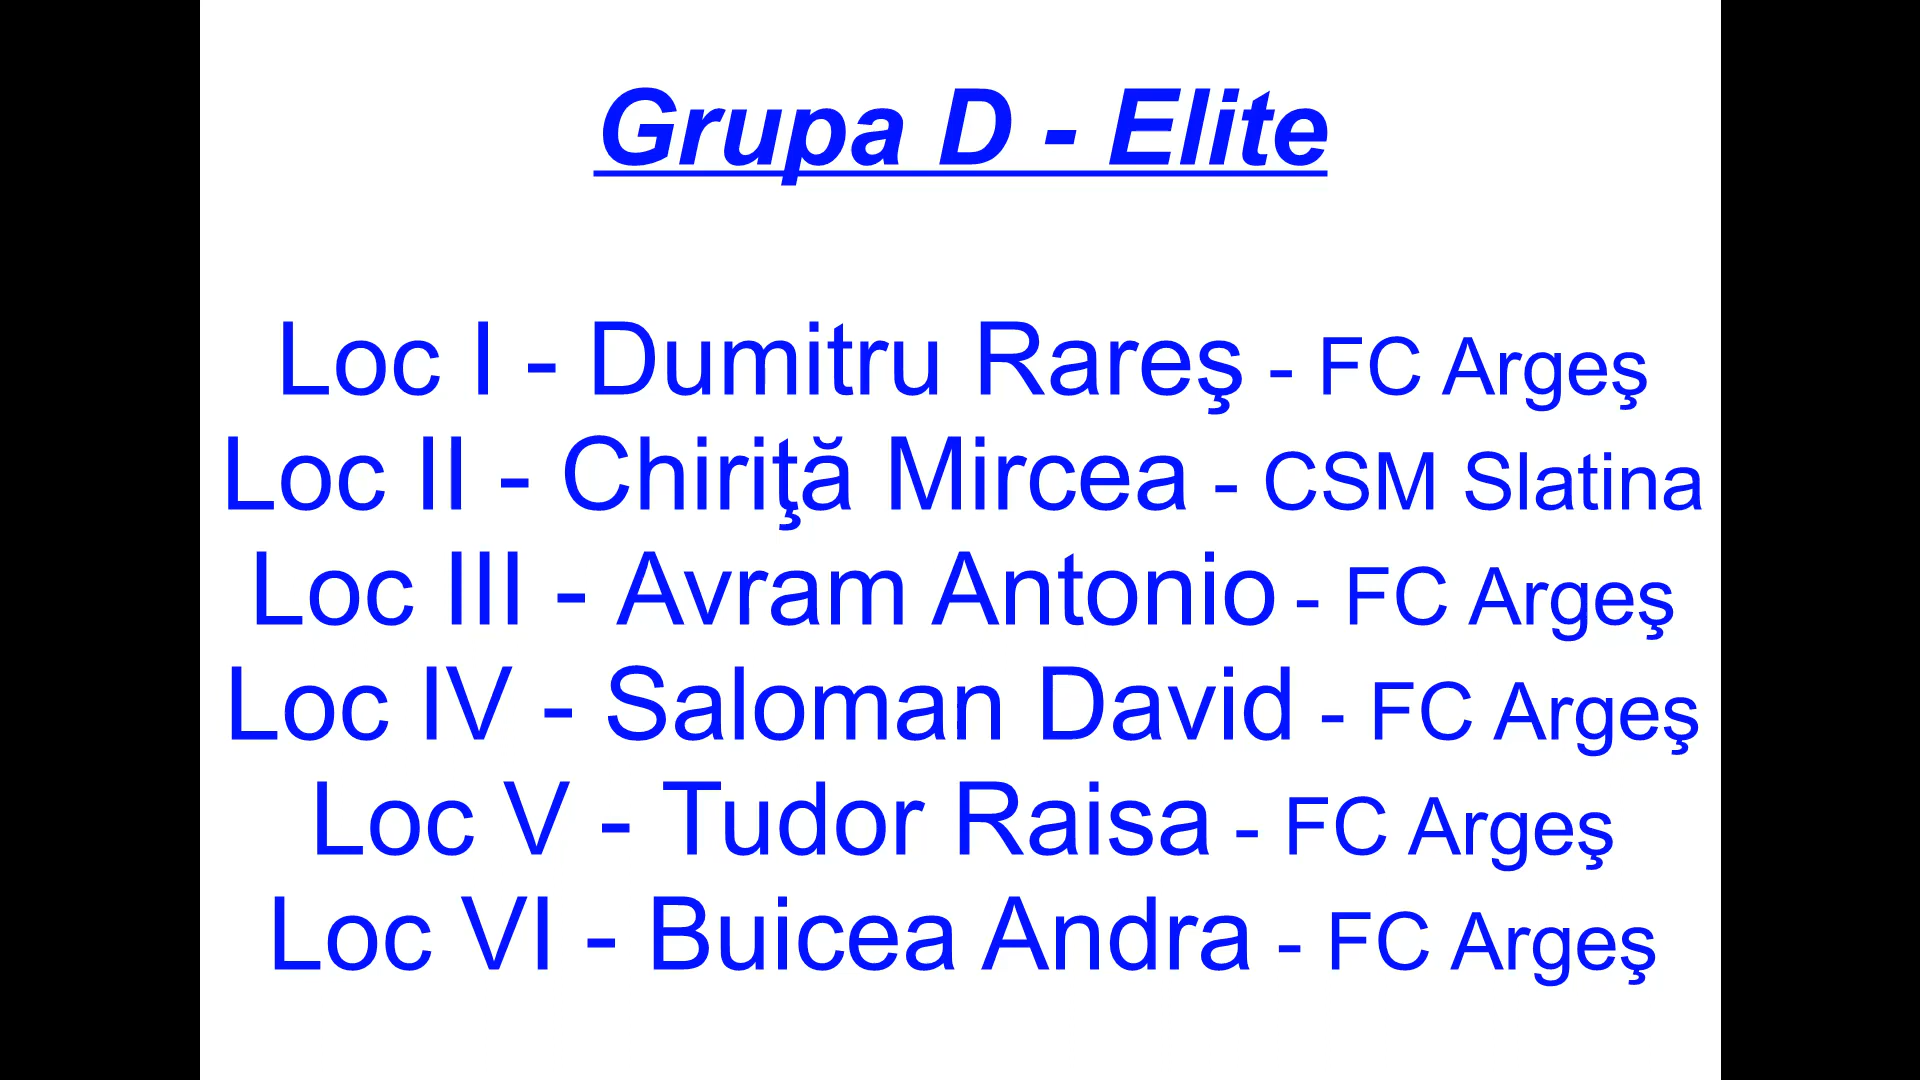 Grupa D - Elite
Loc I - Dumitru Rareş - FC Argeş
Loc II - Chiriţă Mircea - CSM Slatina
Loc III - Avram Antonio - FC Argeş
Loc IV - Saloman David - FC Argeş
Loc V - Tudor Raisa - FC Argeş
Loc VI - Buicea Andra - FC Argeş